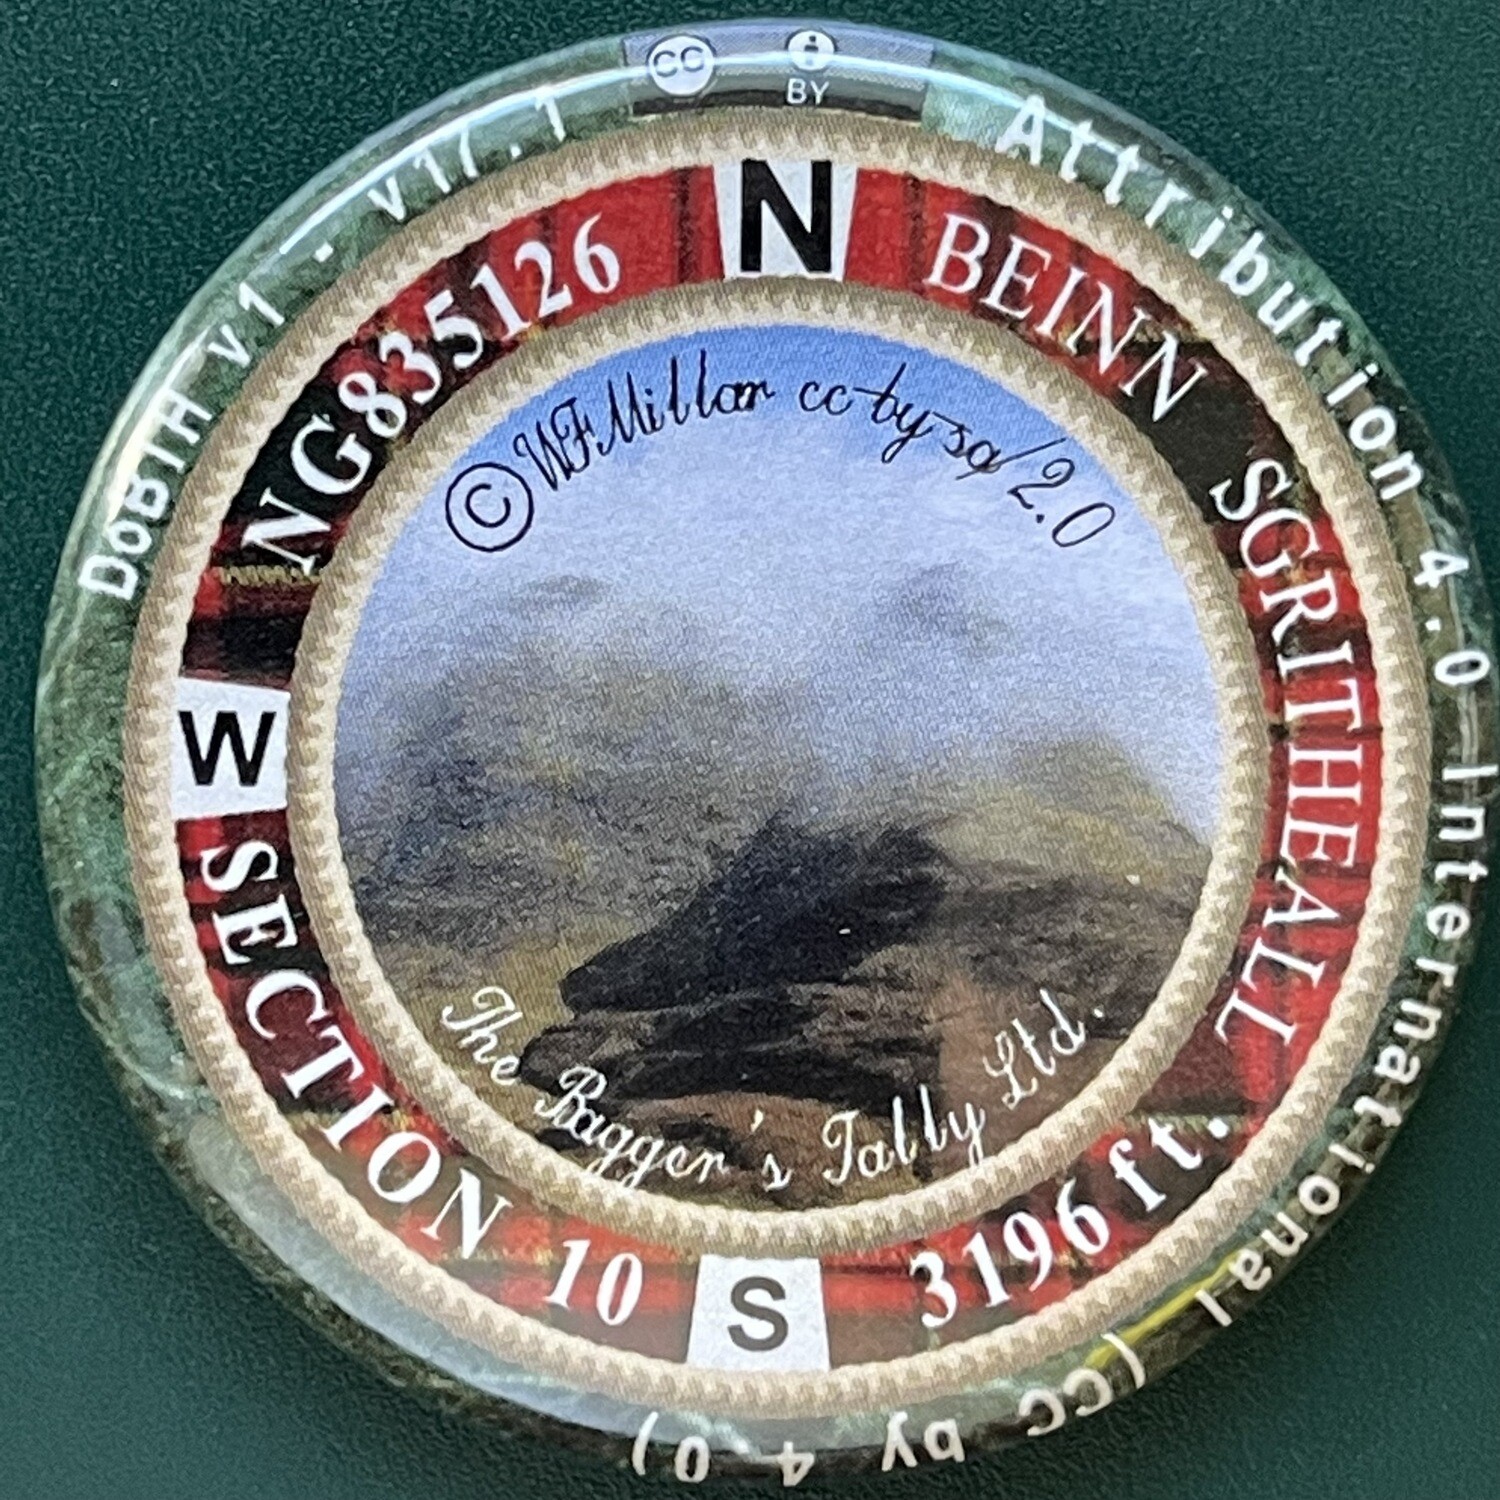 CC BY
Attribution 4.0 International (CC by 4.0)
DoBIH v1 - v17.1
N
BEINN SGRITHEALL
3196 ft.
S
SECTION 10
W
NG835126
© WFMillar cc-by-sa/2.0
The Bagger's Tally Ltd.